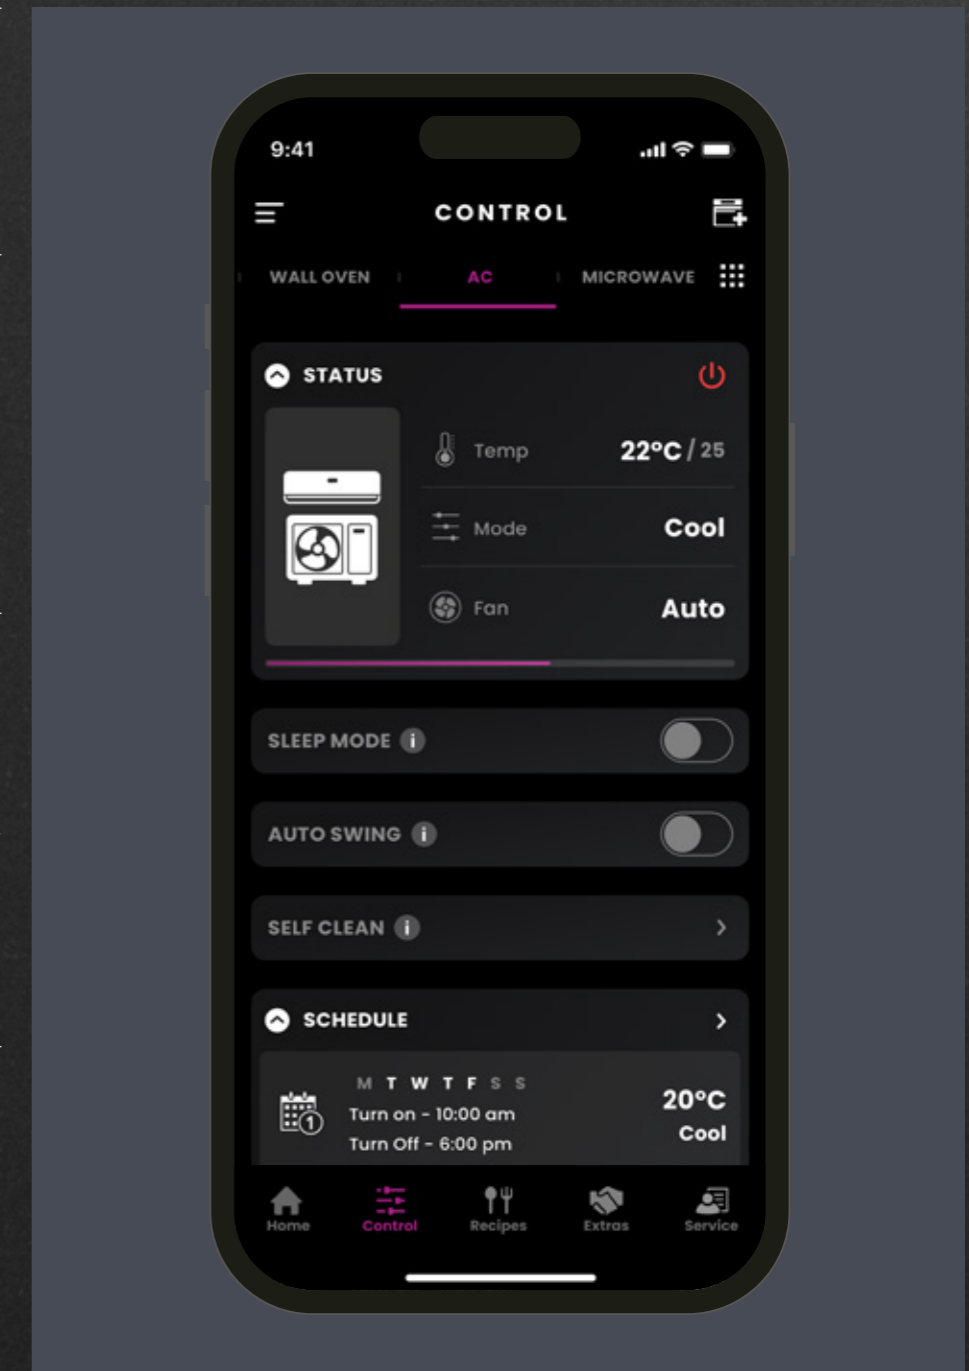 9:41
CONTROL
WALL OVEN AC MICROWAVE
STATUS
Temp 22°C / 25
Mode Cool
Fan Auto
SLEEP MODE i
AUTO SWING i
SELF CLEAN i
SCHEDULE
M T W T F S S
Turn on - 10:00 am
Turn Off - 6:00 pm
1
20°C
Cool
Home Control Recipes Extras Service